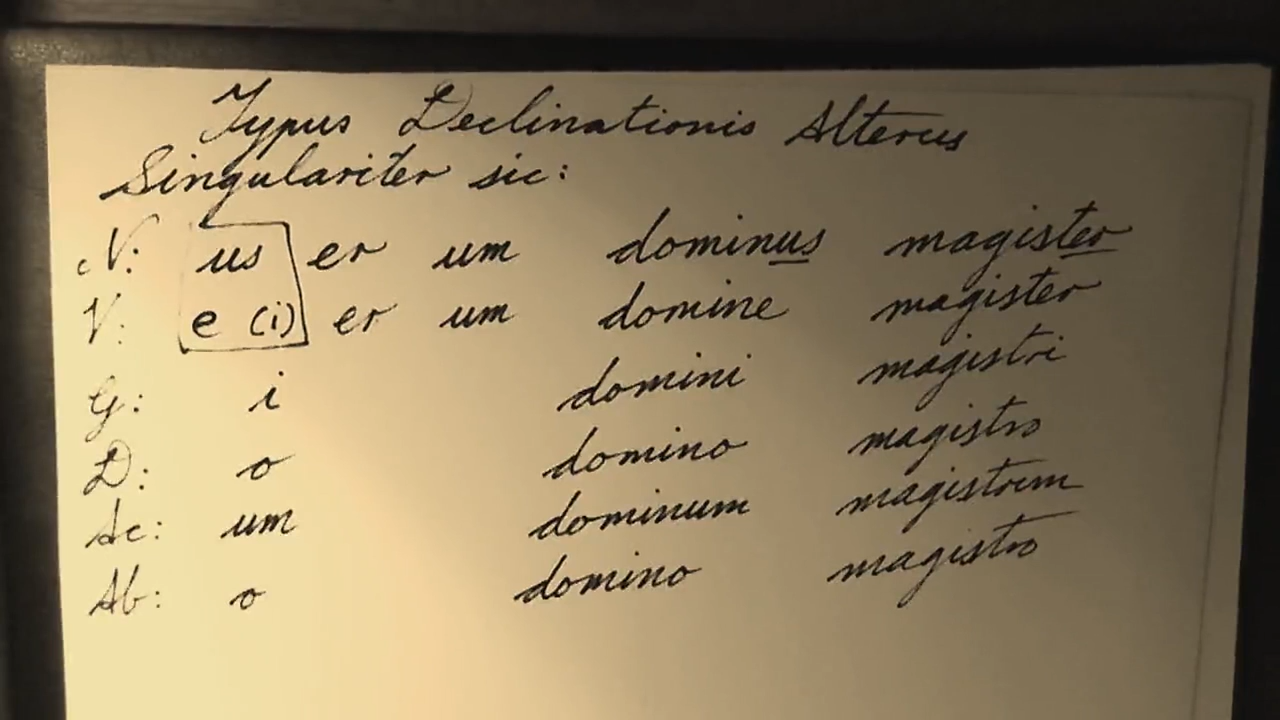 Typus Declinationis Alterus
Singulariter sic:
N: us er um dominus magister
V: e (i) er um domine magister
G: i domini magistri
D: o domino magistro
Ac: um dominum magistrum
Ab: o domino magistro